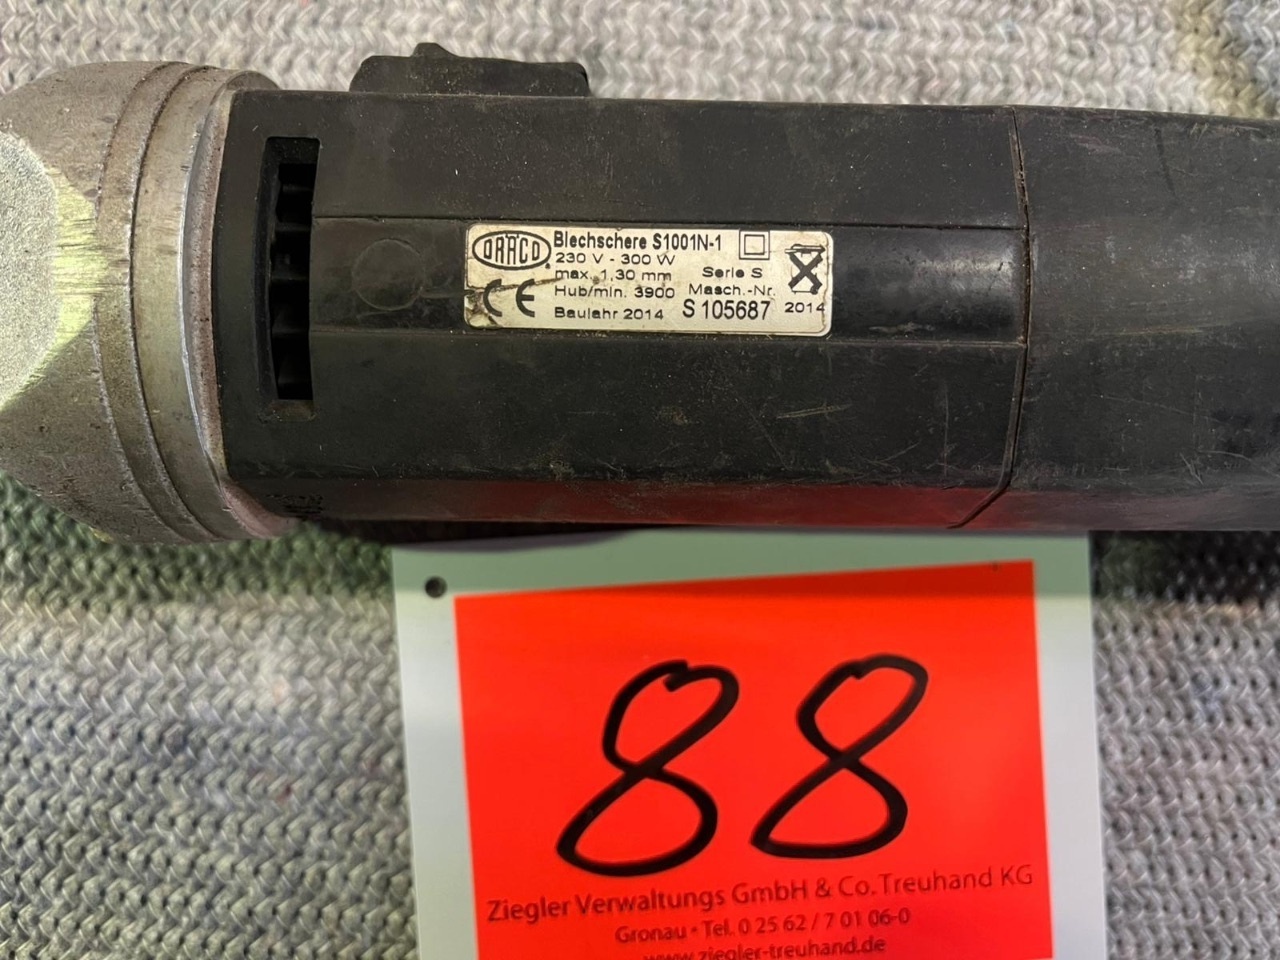 DRÄCO
Blechschere S1001N-1
230 V - 300 W
max. 1,30 mm Serie S
Hub/min. 3900 Masch.-Nr.
CE Baujahr 2014 S 105687 2014
88
Ziegler Verwaltungs GmbH & Co. Treuhand KG
Gronau • Tel. 0 25 62 / 7 01 06-0
www.ziegler-treuhand.de